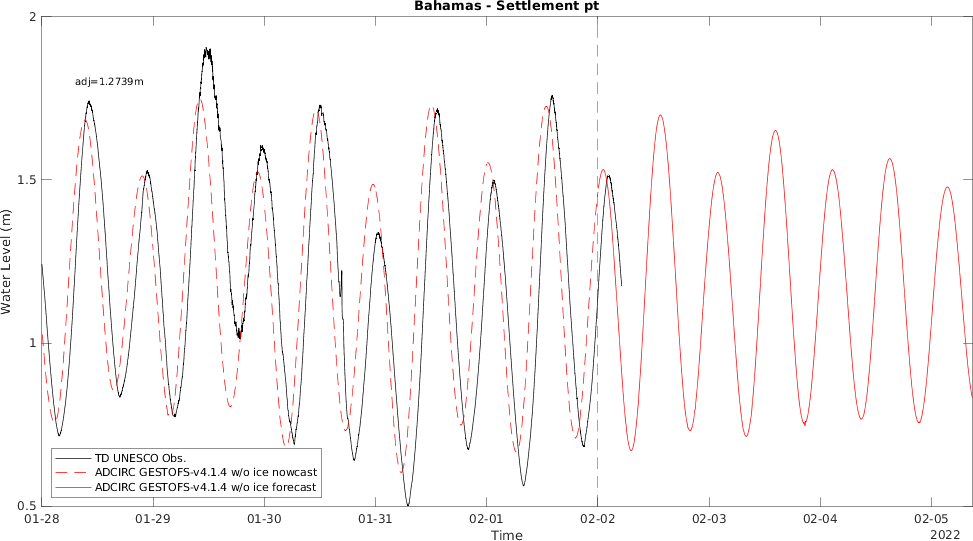 Bahamas - Settlement pt
2
adj=1.2739m
1.5
Water Level (m)
1
TD UNESCO Obs.
ADCIRC GESTOFS-v4.1.4 w/o ice nowcast
ADCIRC GESTOFS-v4.1.4 w/o ice forecast
0.5
01-28 01-29 01-30 01-31 02-01 02-02 02-03 02-04 02-05
Time
2022